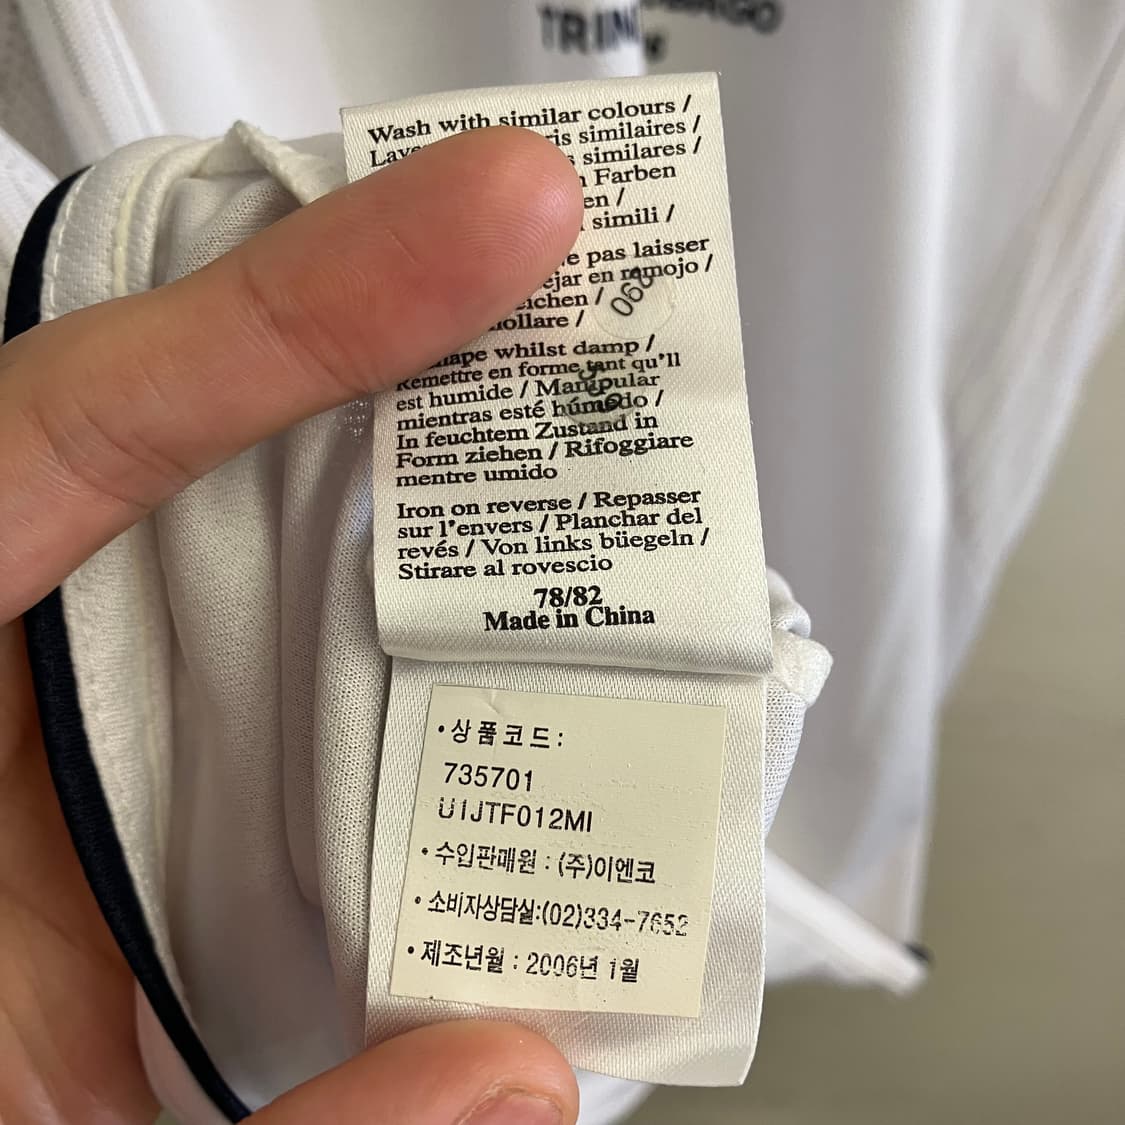 TRIN
Wash with similar colours /
similaires /
similares /
Farben
simili /
pas laisser
en remojo /
whilst damp /
Remettre en forme tant qu'il
est humide / Manipular
mientras esté húmedo /
In feuchtem Zustand in
Form ziehen / Rifoggiare
mentre umido
Iron on reverse / Repasser
sur l'envers / Planchar del
revés / Von links büegeln /
Stirare al rovescio
78/82
Made in China
• 상품코드:
735701
U1JTF012MI
• 수입판매원 : (주)이엔코
• 소비자상담실:(02)334-7652
• 제조년월 : 2006년 1월